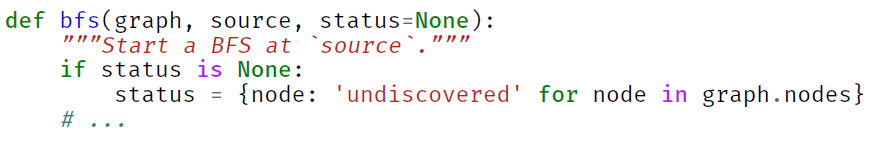 def bfs(graph, source, status=None):
    """Start a BFS at `source`."""
    if status is None:
        status = {node: 'undiscovered' for node in graph.nodes}
    # ...